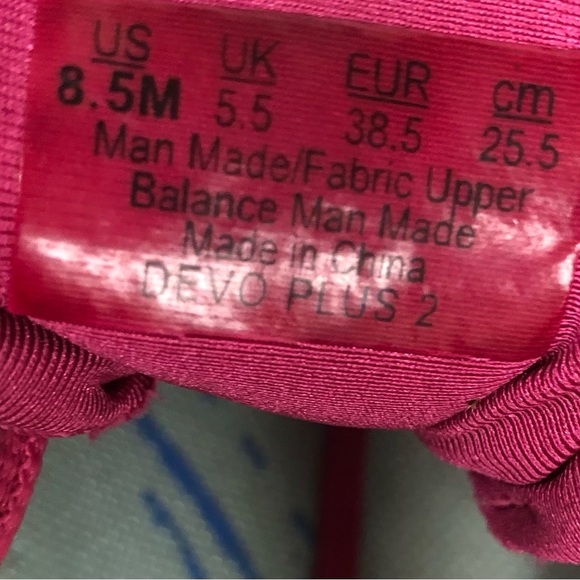 US UK EUR cm
8.5M 5.5 38.5 25.5
Man Made/Fabric Upper
Balance Man Made
Made in China
DEVO PLUS 2